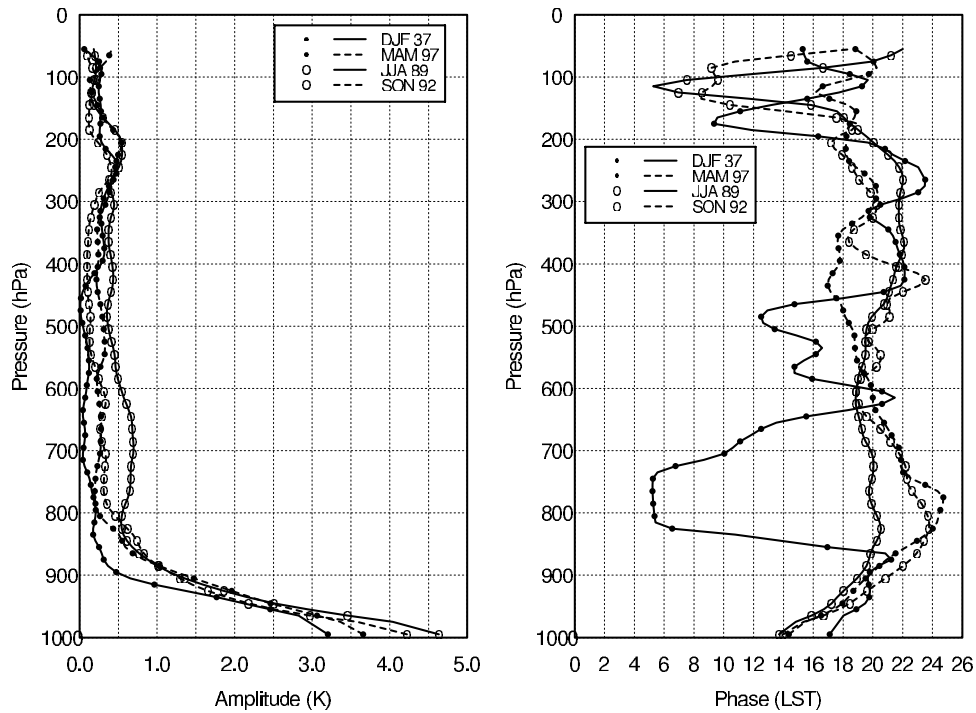 0
100
200
300
400
500
600
700
800
900
1000
Pressure (hPa)
0.0 1.0 2.0 3.0 4.0 5.0
Amplitude (K)
DJF 37
MAM 97
JJA 89
SON 92
0
100
200
300
400
500
600
700
800
900
1000
Pressure (hPa)
0 2 4 6 8 10 12 14 16 18 20 22 24 26
Phase (LST)
DJF 37
MAM 97
JJA 89
SON 92